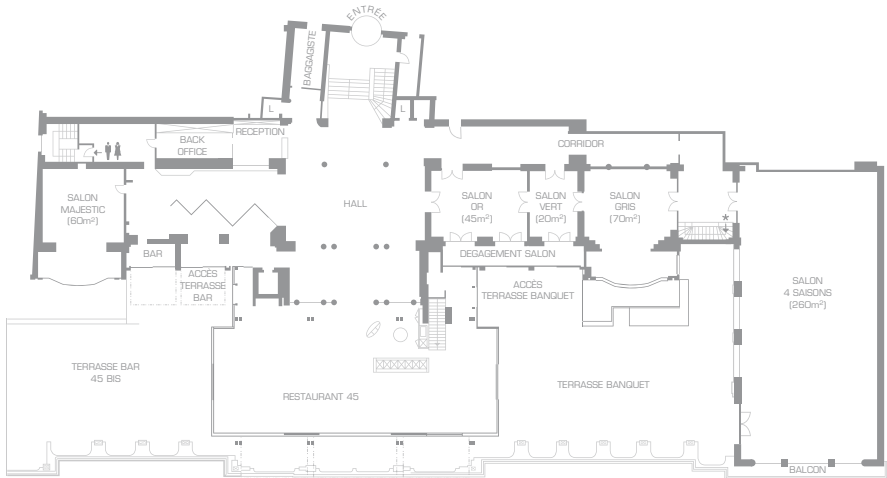 ENTRÉE
BAGGAGISTE
L
L
RECEPTION
BACK
OFFICE
CORRIDOR
SALON
MAJESTIC
(60m²)
HALL
SALON
OR
(45m²)
SALON
VERT
(20m²)
SALON
GRIS
(70m²)
*
BAR
DEGAGEMENT SALON
ACCÈS
TERRASSE
BAR
ACCÈS
TERRASSE BANQUET
SALON
4 SAISONS
(260m²)
TERRASSE BAR
45 BIS
RESTAURANT 45
TERRASSE BANQUET
BALCON